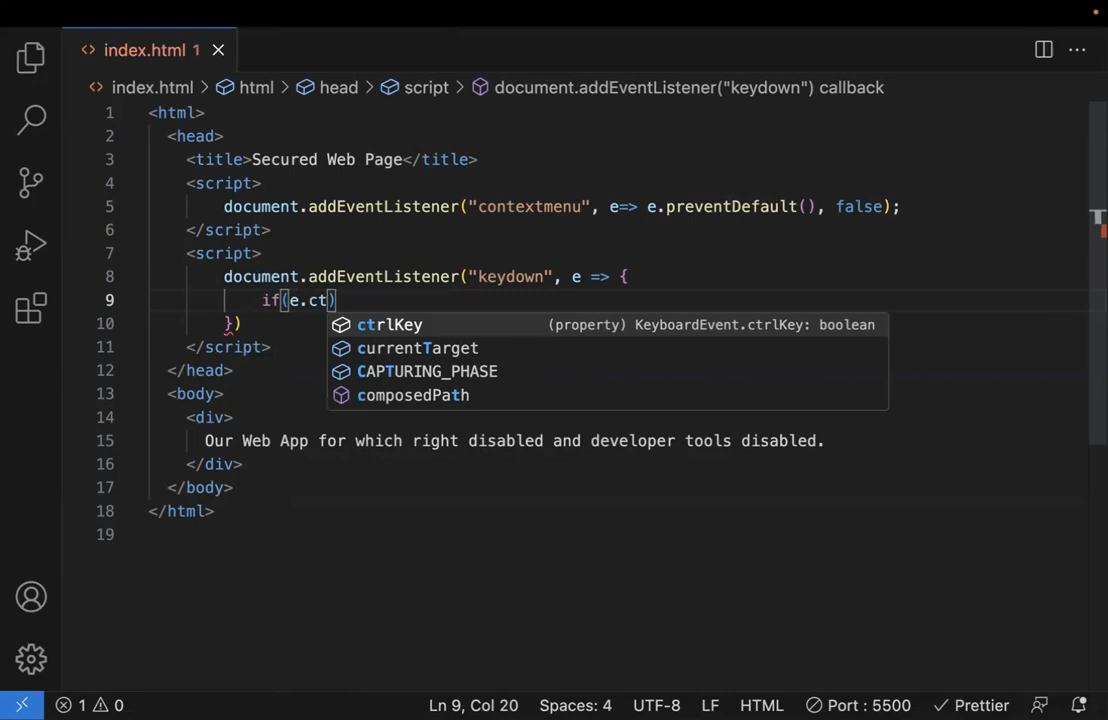 index.html 1
index.html > html > head > script > document.addEventListener("keydown") callback
1 <html>
2 <head>
3 <title>Secured Web Page</title>
4 <script>
5 document.addEventListener("contextmenu", e=> e.preventDefault(), false);
6 </script>
7 <script>
8 document.addEventListener("keydown", e => {
9 if(e.ct)
ctrlKey (property) KeyboardEvent.ctrlKey: boolean
10 })
currentTarget
11 </script>
CAPTURING_PHASE
12 </head>
13 <body>
composedPath
14 <div>
15 Our Web App for which right disabled and developer tools disabled.
16 </div>
17 </body>
18 </html>
19
1 0 Ln 9, Col 20 Spaces: 4 UTF-8 LF HTML Port : 5500 Prettier